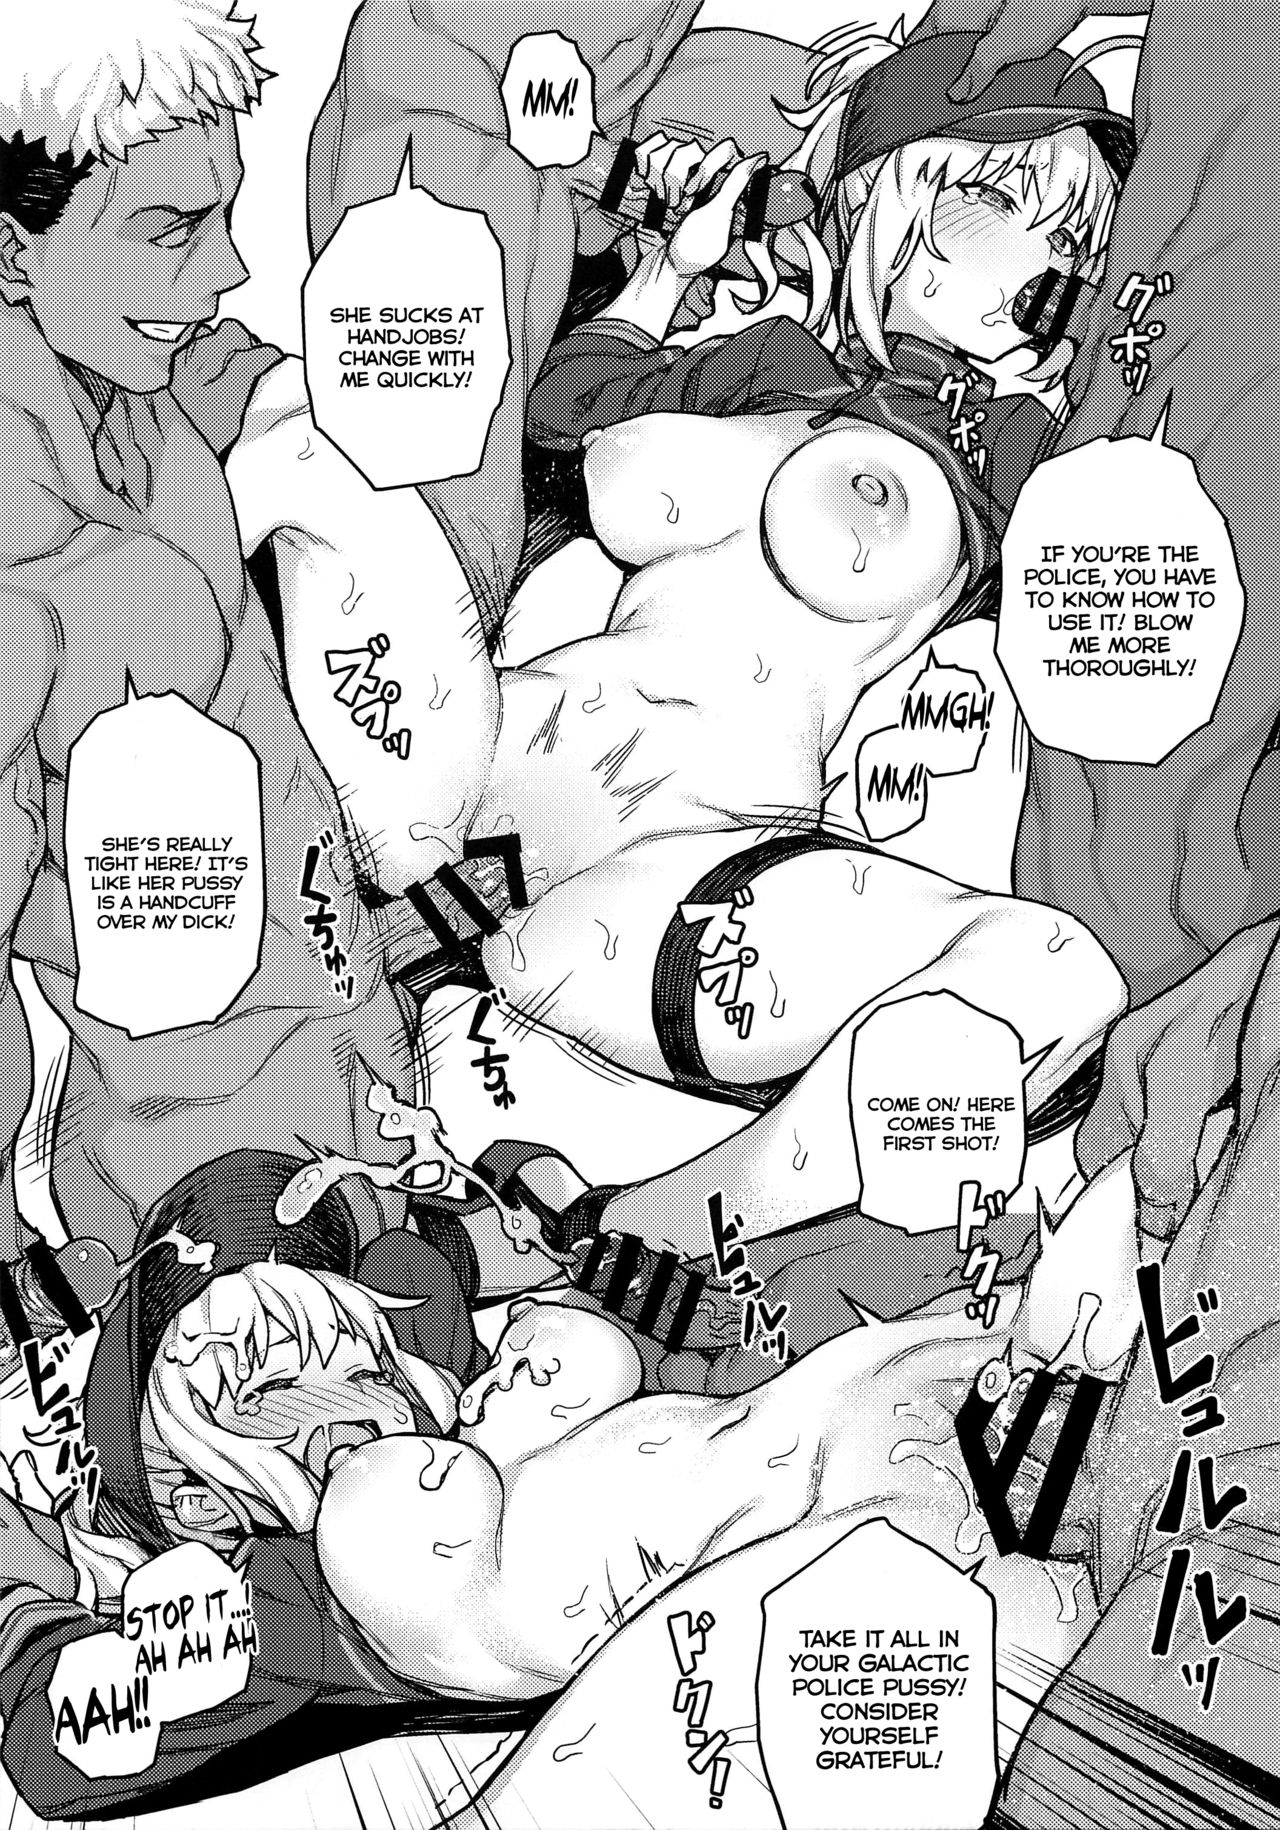 MM!
SHE SUCKS AT
HANDJOBS!
CHANGE WITH
ME QUICKLY!
グポッ
グポッ
IF YOU'RE THE
POLICE, YOU HAVE
TO KNOW HOW TO
USE IT! BLOW
ME MORE
THOROUGHLY!
MMGH!
MM!
ズプッ
SHE'S REALLY
TIGHT HERE! IT'S
LIKE HER PUSSY
IS A HANDCUFF
OVER MY DICK!
ぐちゅッ
ズプッ
ぐちゅ
COME ON! HERE
COMES THE
FIRST SHOT!
ドクッ
ビュルルッ
ビュルルッ
ビュルルッ
STOP IT...!
AH AH AH
AAH!!
ドクン!
TAKE IT ALL IN
YOUR GALACTIC
POLICE PUSSY!
CONSIDER
YOURSELF
GRATEFUL!